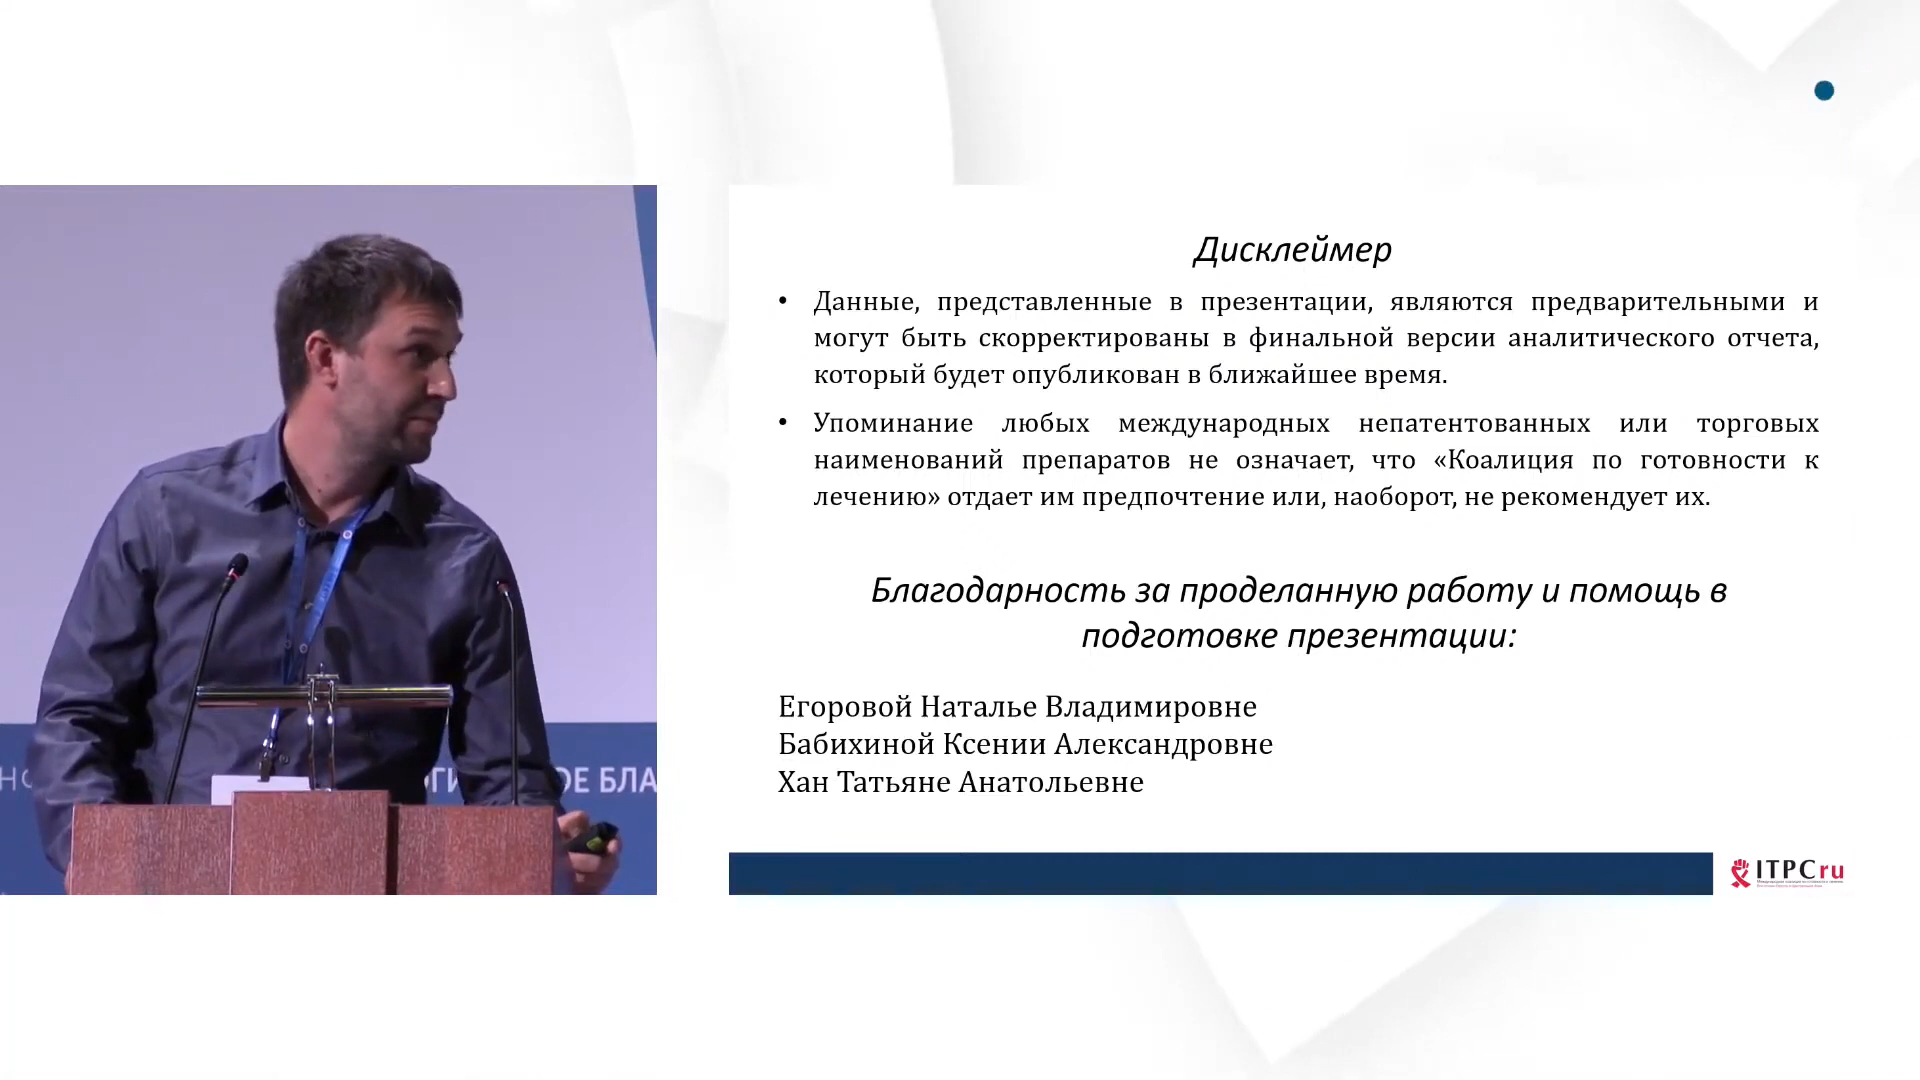 Дисклеймер
• Данные, представленные в презентации, являются предварительными и
могут быть скорректированы в финальной версии аналитического отчета,
который будет опубликован в ближайшее время.
• Упоминание любых международных непатентованных или торговых
наименований препаратов не означает, что «Коалиция по готовности к
лечению» отдает им предпочтение или, наоборот, не рекомендует их.
Благодарность за проделанную работу и помощь в
подготовке презентации:
Егоровой Наталье Владимировне
Бабихиной Ксении Александровне
Хан Татьяне Анатольевне
ITPCru